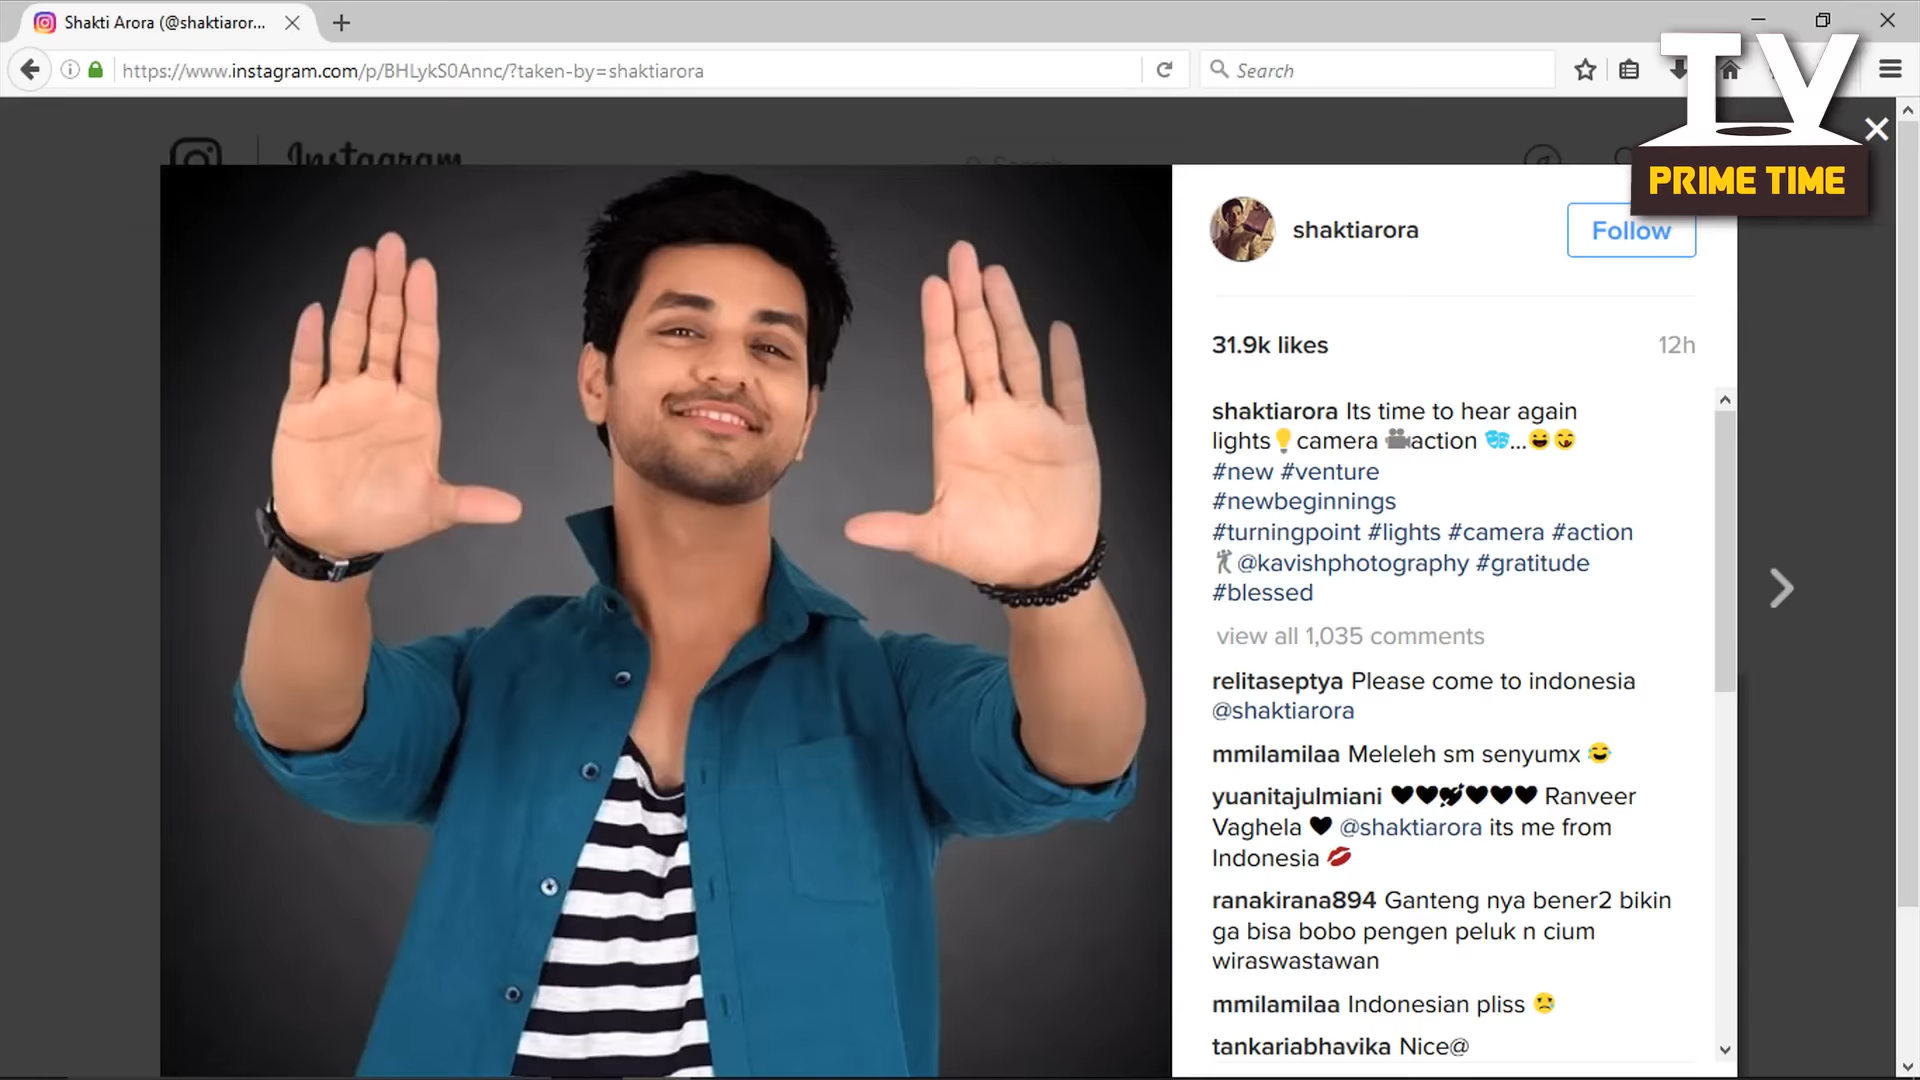 Shakti Arora (@shaktiaror...
https://www.instagram.com/p/BHLykS0Annc/?taken-by=shaktiarora
Search
TV
PRIME TIME
Instagram
Search
shaktiarora
Follow
31.9k likes
12h
shaktiarora Its time to hear again
lights💡camera 🎥action 🎭...😄😋
#new #venture
#newbeginnings
#turningpoint #lights #camera #action
@kavishphotography #gratitude
#blessed
view all 1,035 comments
relitaseptya Please come to indonesia
@shaktiarora
mmilamilaa Meleleh sm senyumx 😂
yuanitajulmiani ♥♥💘♥♥♥ Ranveer
Vaghela ♥ @shaktiarora its me from
Indonesia 💋
ranakirana894 Ganteng nya bener2 bikin
ga bisa bobo pengen peluk n cium
wiraswastawan
mmilamilaa Indonesian pliss 😢
tankariabhavika Nice@